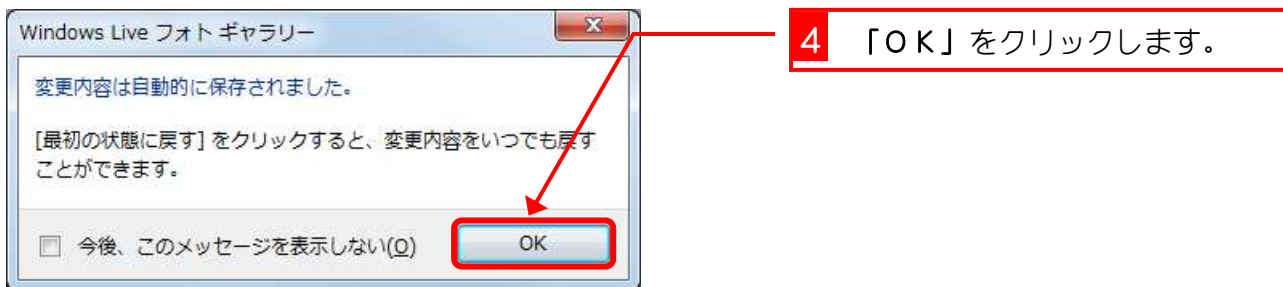 Windows Live フォト ギャラリー
変更内容は自動的に保存されました。
[最初の状態に戻す] をクリックすると、変更内容をいつでも戻す
ことができます。
今後、このメッセージを表示しない(O)
OK
4 「ＯＫ」をクリックします。